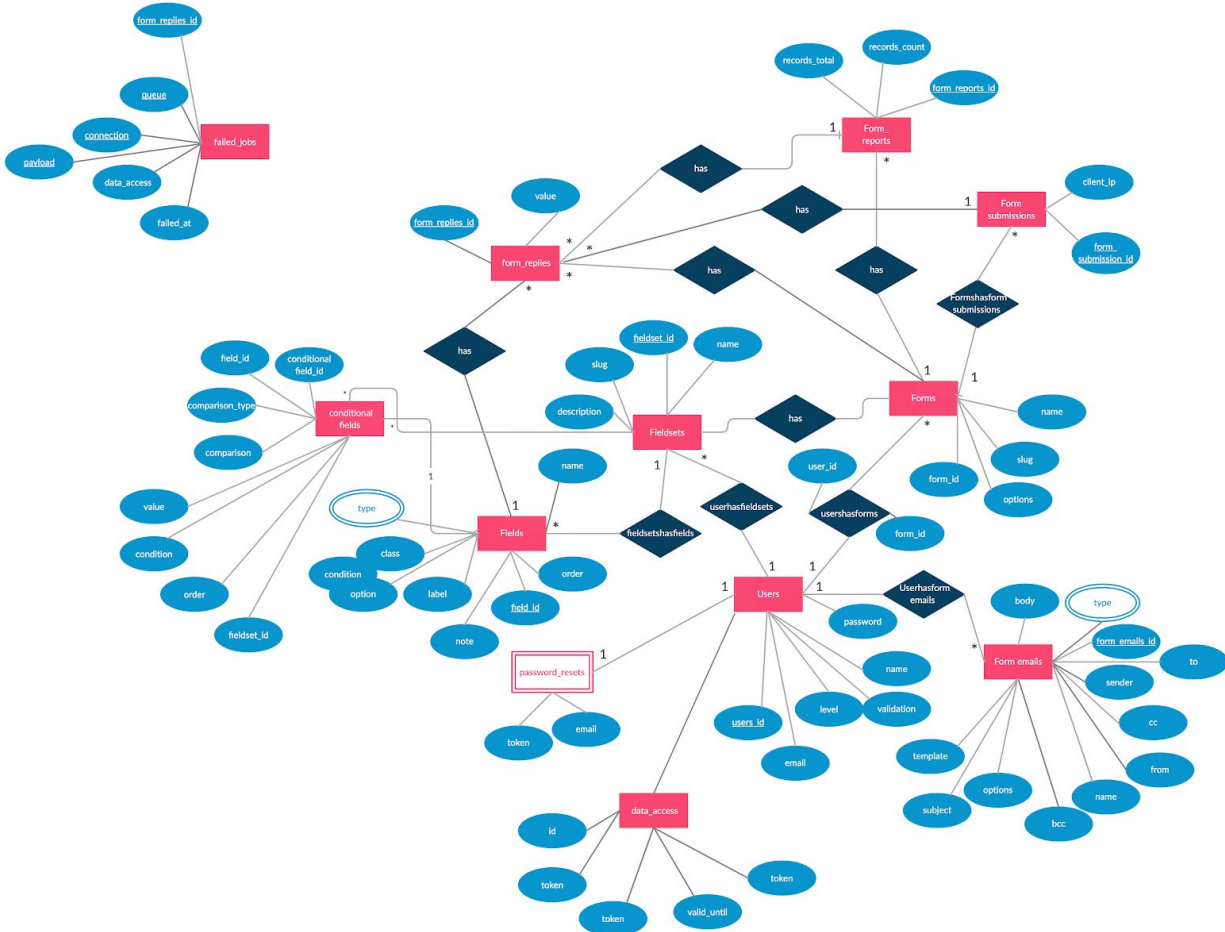 form_replies_id
records_count
records_total
form_reports_id
queue
connection
failed_jobs
payload
data_access
failed_at
1
Form_
reports
*
has
value
form_replies_id
*
*
form_replies
*
*
has
1
Form
submissions
*
client_ip
form_
submission_id
has
has
Formshasform
submissions
has
field_id
conditional
field_id
comparison_type
comparison
*
conditional
fields
*
slug
fieldset_id
name
description
Fieldsets
1
*
has
1
1
Forms
*
name
slug
form_id
options
user_id
usershasforms
form_id
userhasfieldsets
fieldsetshasfields
1
value
condition
order
fieldset_id
type
class
condition
option
label
note
1
Fields
*
name
order
field_id
1
1
1
1
Users
Userhasform
emails
*
password
name
validation
level
users_id
email
1
password_resets
token
email
body
type
form_emails_id
to
Form emails
sender
cc
from
name
bcc
options
subject
template
data_access
id
token
token
valid_until
token